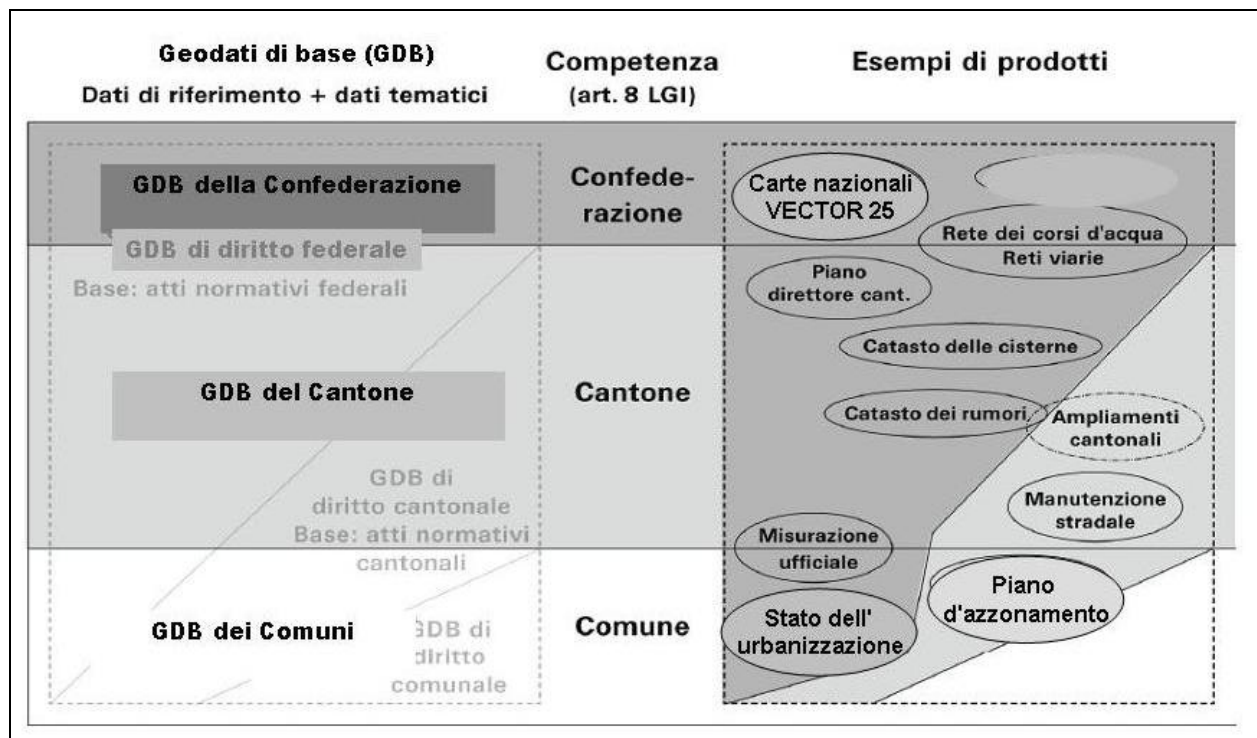 Geodati di base (GDB)
Dati di riferimento + dati tematici
Competenza
(art. 8 LGI)
Esempi di prodotti
GDB della Confederazione
GDB di diritto federale
Base: atti normativi federali
Confede-
razione
Carte nazionali
VECTOR 25
Rete dei corsi d'acqua
Reti viarie
Piano
direttore cant.
Catasto delle cisterne
GDB del Cantone
Cantone
Catasto dei rumori
Ampliamenti
cantonali
GDB di
diritto cantonale
Base: atti normativi
cantonali
Manutenzione
stradale
Misurazione
ufficiale
GDB dei Comuni
GDB di
diritto
comunale
Comune
Stato dell'
urbanizzazione
Piano
d'azzonamento